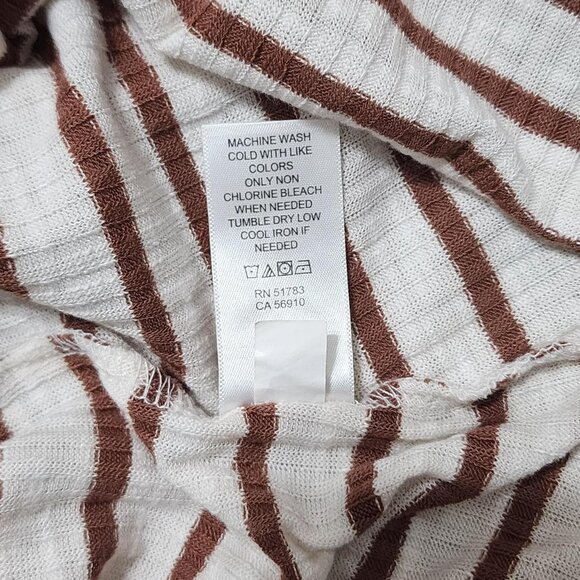 MACHINE WASH
COLD WITH LIKE
COLORS
ONLY NON
CHLORINE BLEACH
WHEN NEEDED
TUMBLE DRY LOW
COOL IRON IF
NEEDED
RN 51783
CA 56910